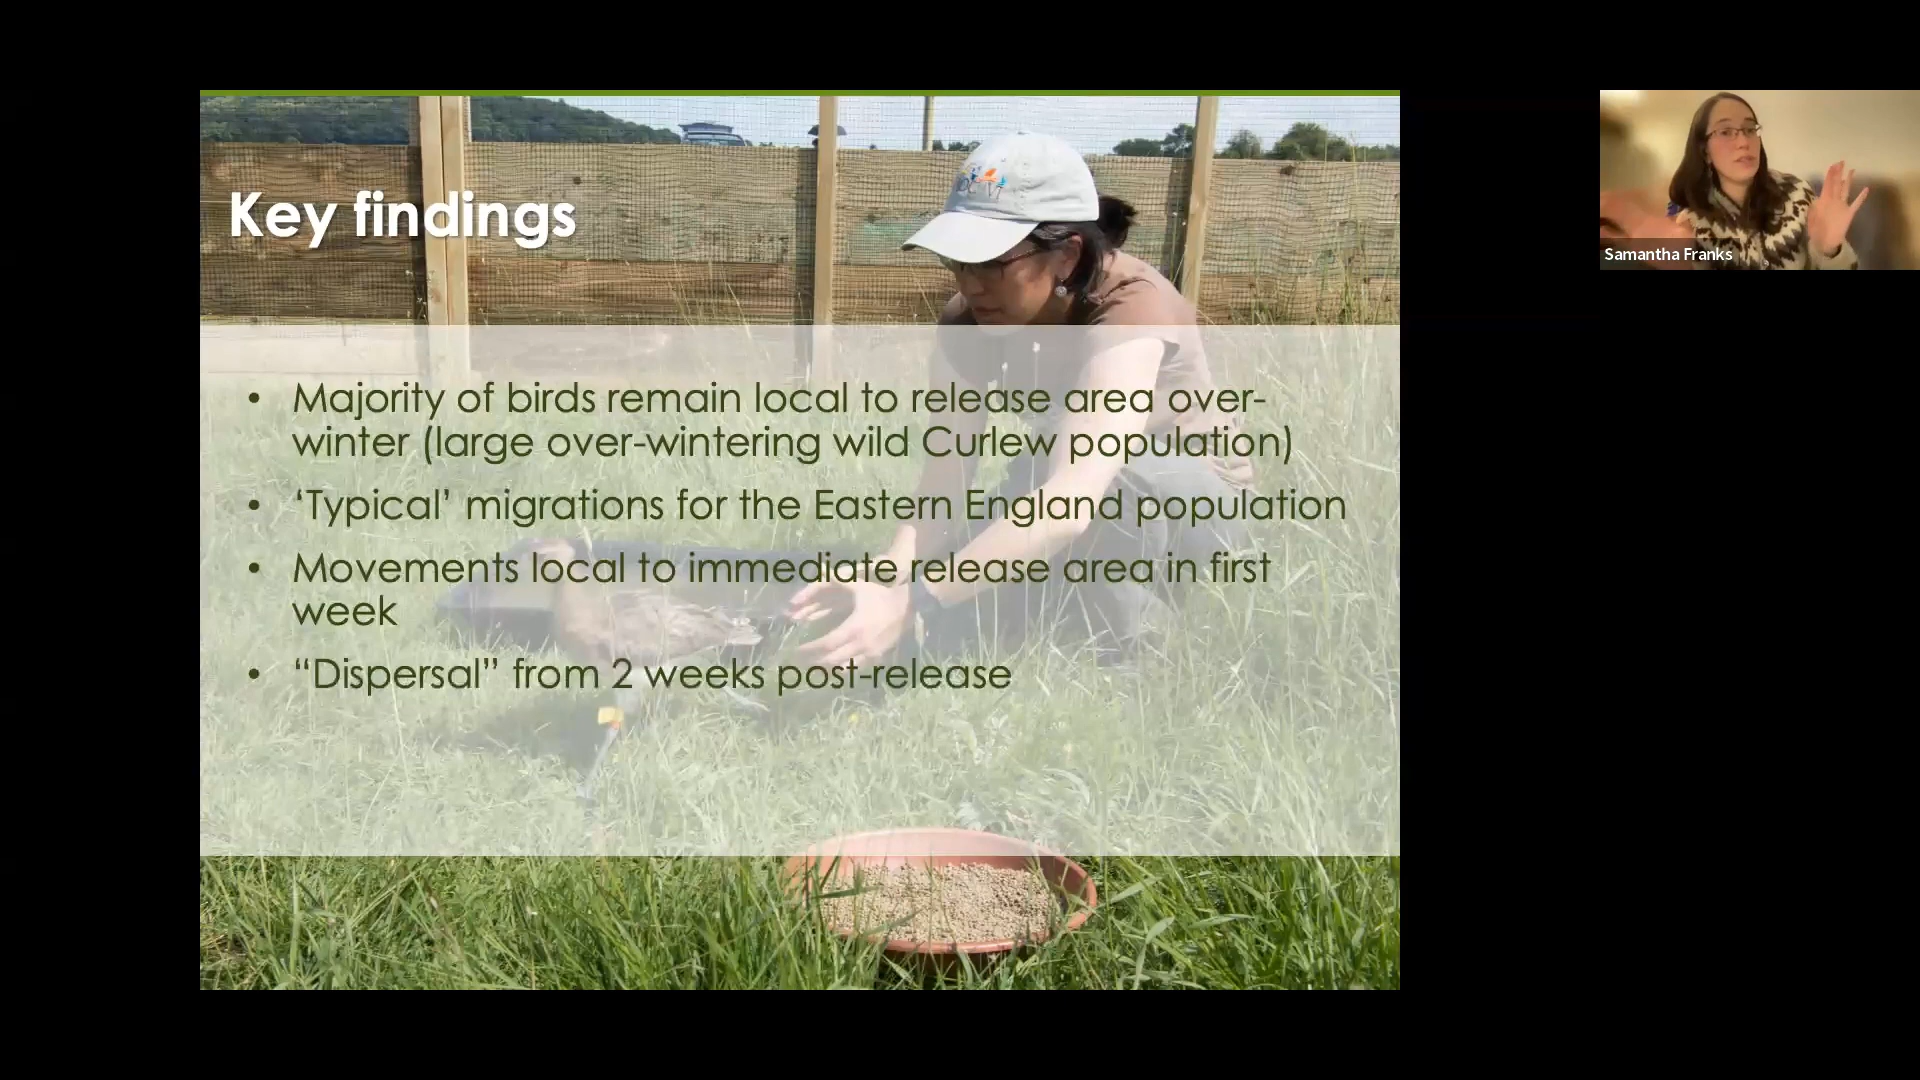 Key findings
Samantha Franks
• Majority of birds remain local to release area over-
winter (large over-wintering wild Curlew population)
• ‘Typical’ migrations for the Eastern England population
• Movements local to immediate release area in first
week
• “Dispersal” from 2 weeks post-release